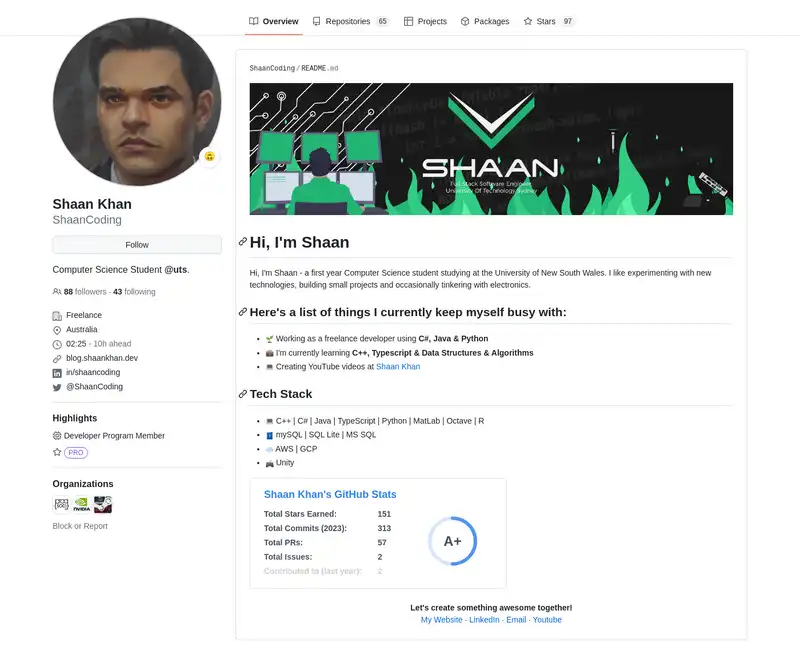 Overview
Repositories 65
Projects
Packages
Stars 97
Shaan Khan
ShaanCoding
Follow
Computer Science Student @uts.
88 followers · 43 following
Freelance
Australia
02:25 - 10h ahead
blog.shaankhan.dev
in/shaancoding
@ShaanCoding
Highlights
Developer Program Member
PRO
Organizations
NVIDIA
Block or Report
ShaanCoding/README.md
SHAAN
Full Stack Software Engineer
University Of Technology Sydney
Hi, I'm Shaan
Hi, I'm Shaan - a first year Computer Science student studying at the University of New South Wales. I like experimenting with new
technologies, building small projects and occasionally tinkering with electronics.
Here's a list of things I currently keep myself busy with:
🌱 Working as a freelance developer using C#, Java & Python
💼 I'm currently learning C++, Typescript & Data Structures & Algorithms
💻 Creating YouTube videos at Shaan Khan
Tech Stack
💻 C++ | C# | Java | TypeScript | Python | MatLab | Octave | R
mySQL | SQL Lite | MS SQL
☁️ AWS | GCP
🎮 Unity
Shaan Khan's GitHub Stats
Total Stars Earned: 151
Total Commits (2023): 313
Total PRs: 57
Total Issues: 2
Contributed to (last year): 2
A+
Let's create something awesome together!
My Website · LinkedIn · Email · Youtube